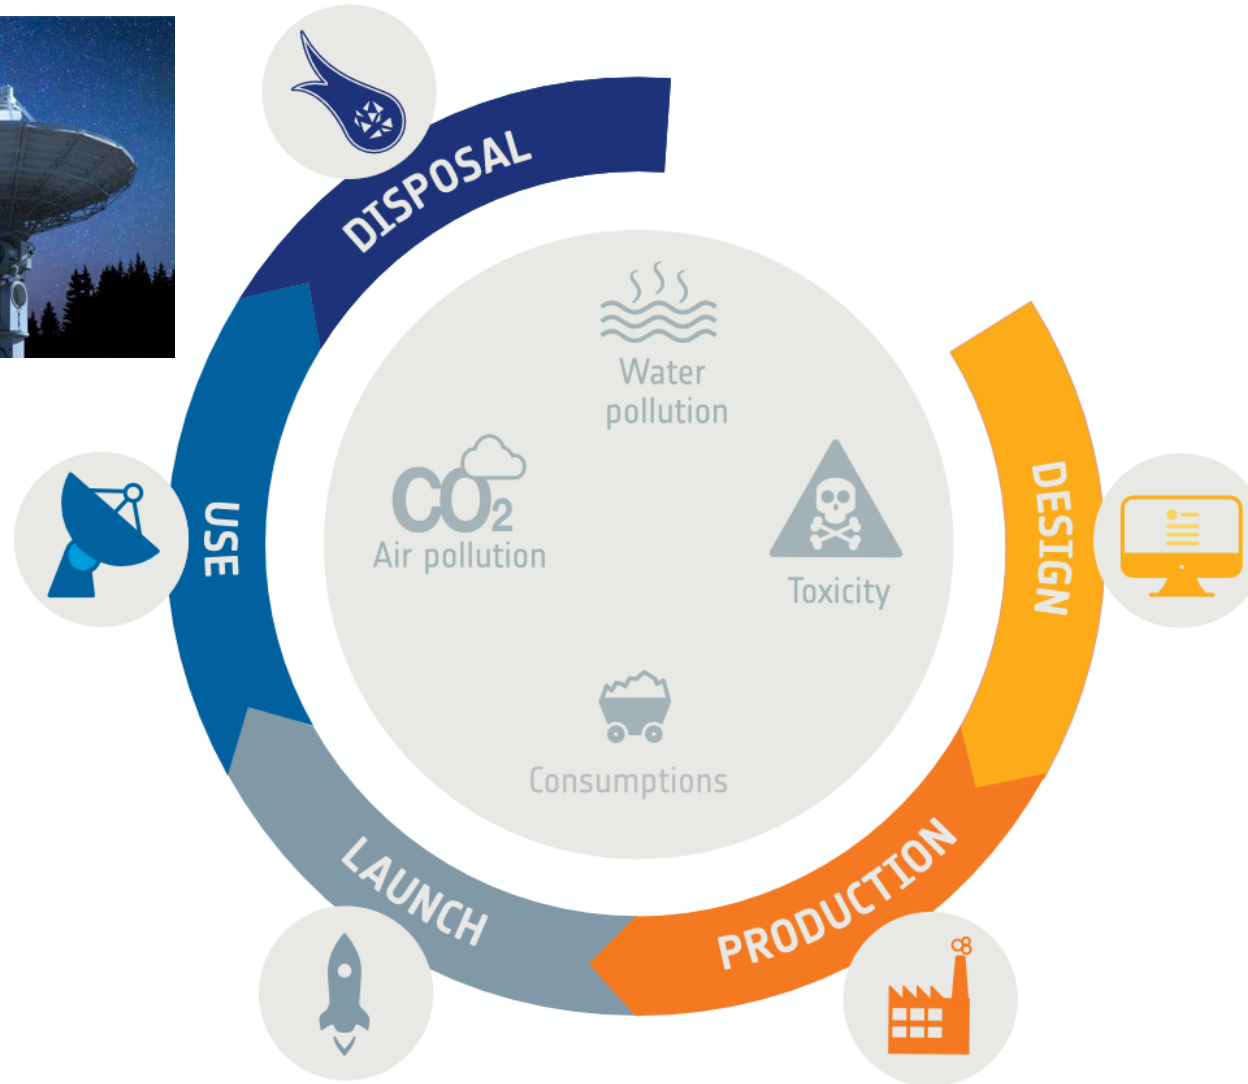 DISPOSAL
Water
pollution
CO2
Air pollution
Toxicity
Consumptions
DESIGN
PRODUCTION
LAUNCH
USE